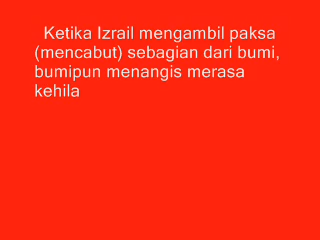 Ketika Izrail mengambil paksa
(mencabut) sebagian dari bumi,
bumipun menangis merasa
kehila